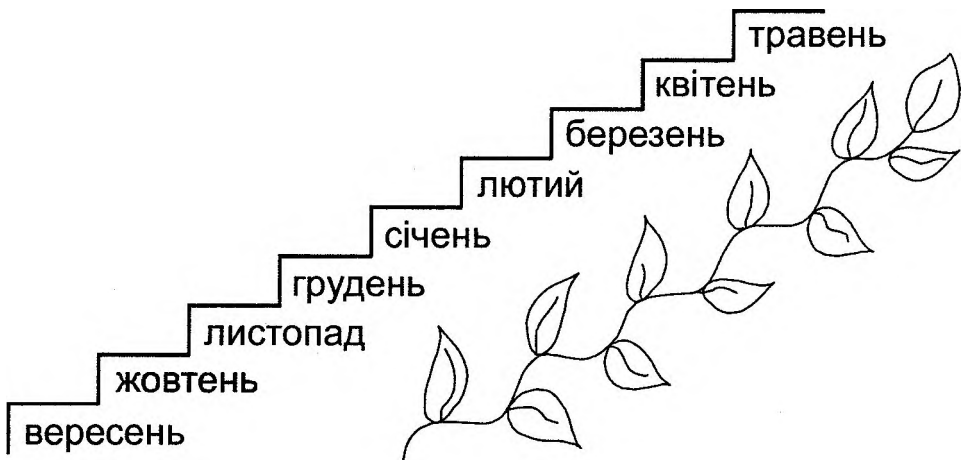 травень
квітень
березень
лютий
січень
грудень
листопад
жовтень
вересень